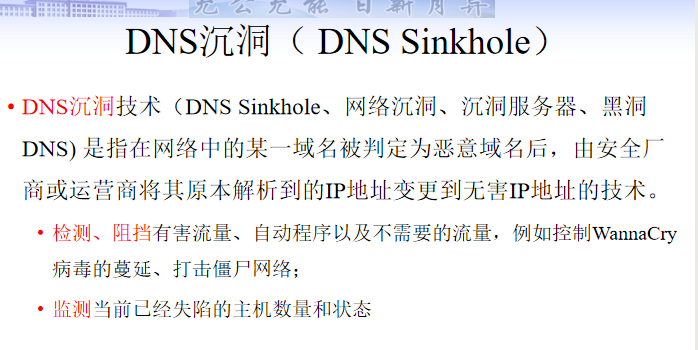 允公允能 日新月异
DNS沉洞（ DNS Sinkhole）
• DNS沉洞技术（DNS Sinkhole、网络沉洞、沉洞服务器、黑洞
DNS) 是指在网络中的某一域名被判定为恶意域名后，由安全厂
商或运营商将其原本解析到的IP地址变更到无害IP地址的技术。
• 检测、阻挡有害流量、自动程序以及不需要的流量，例如控制WannaCry
病毒的蔓延、打击僵尸网络；
• 监测当前已经失陷的主机数量和状态